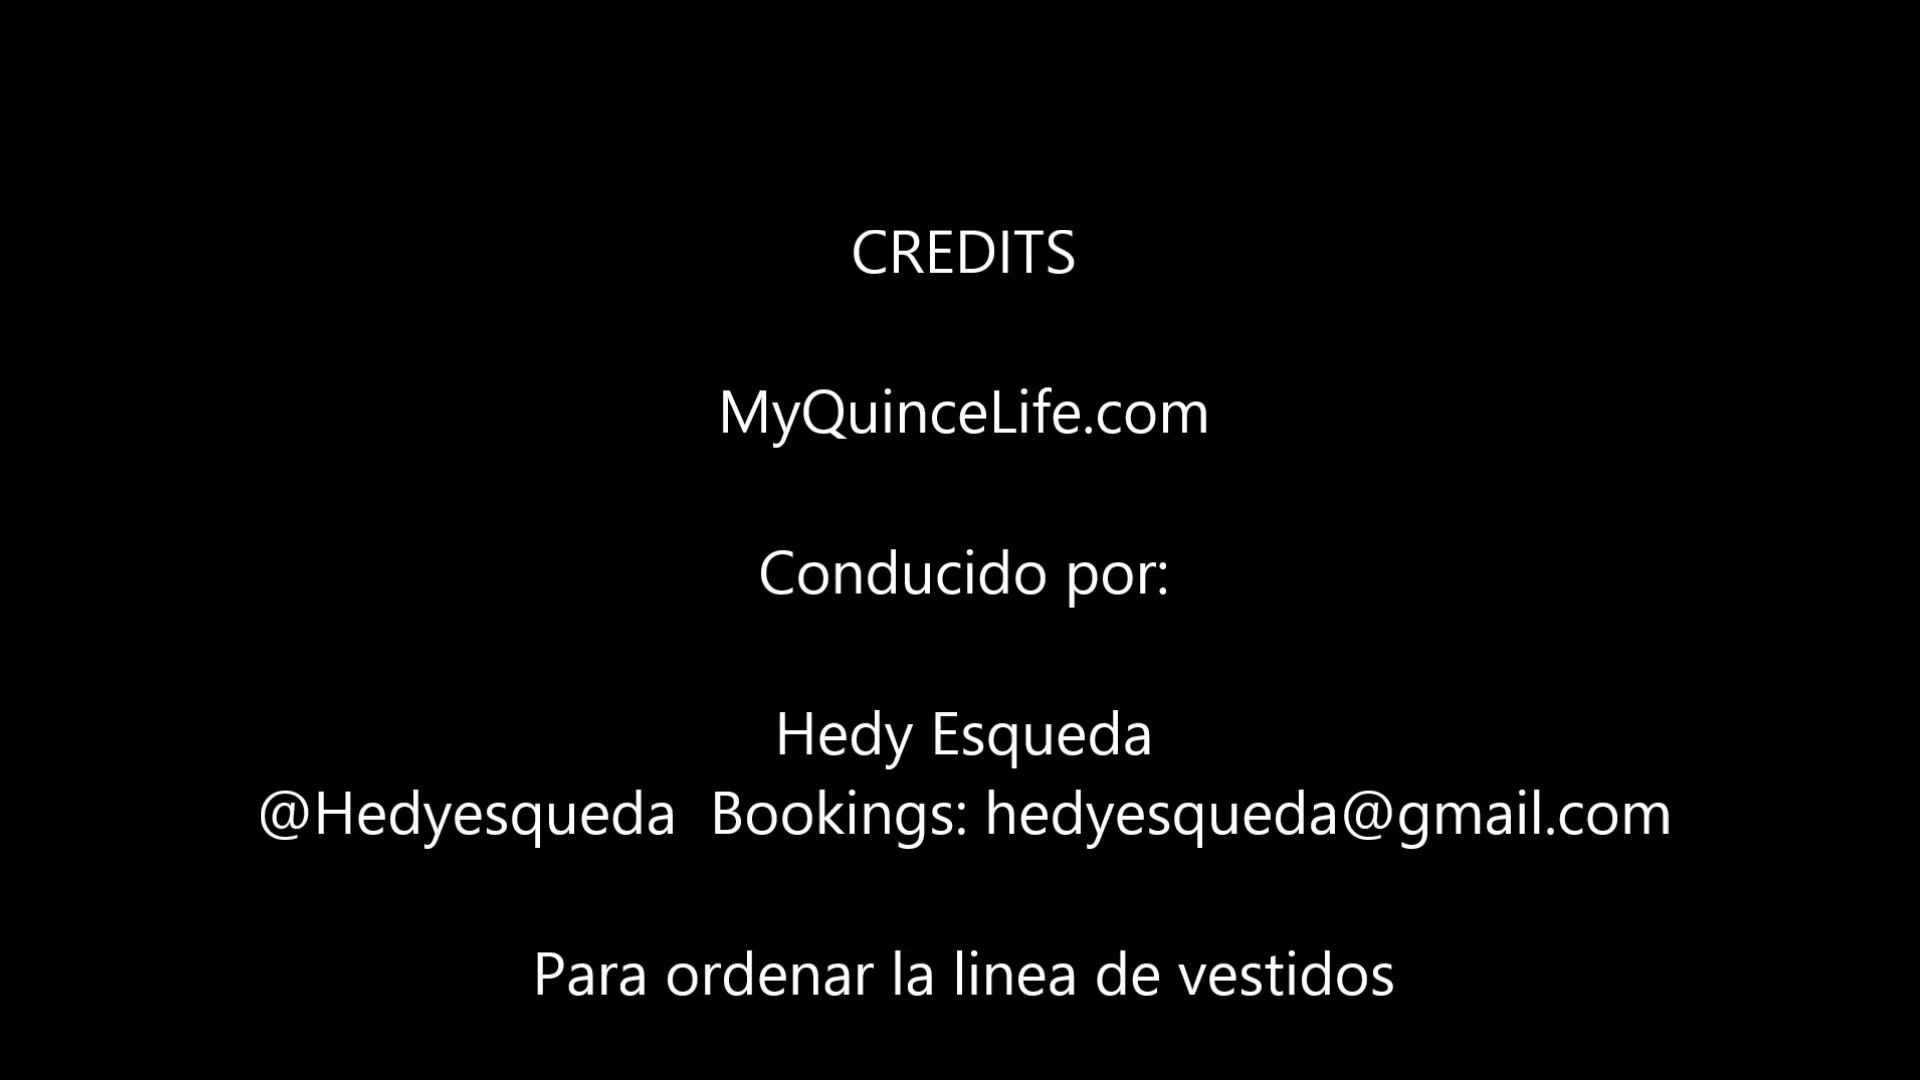 CREDITS
MyQuinceLife.com
Conducido por:
Hedy Esqueda
@Hedyesqueda  Bookings: hedyesqueda@gmail.com
Para ordenar la linea de vestidos